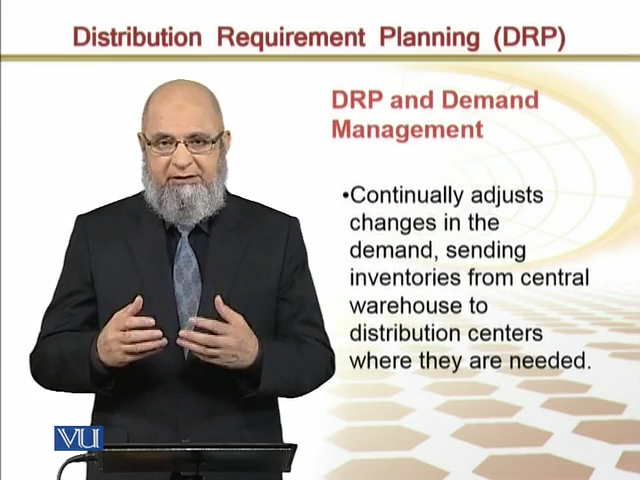 Distribution Requirement Planning (DRP)
DRP and Demand
Management
•Continually adjusts
changes in the
demand, sending
inventories from central
warehouse to
distribution centers
where they are needed.
VU